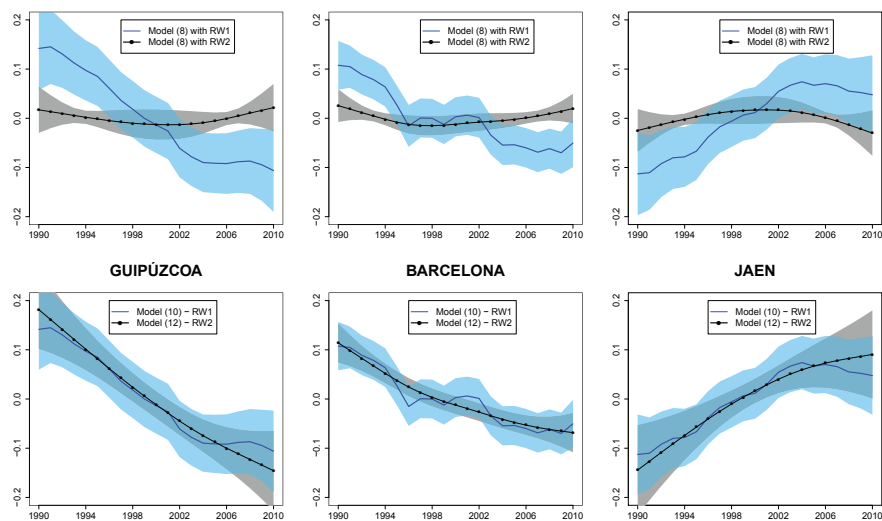 0.2
0.1
0.0
−0.1
−0.2
Model (8) with RW1
Model (8) with RW2
1990 1994 1998 2002 2006 2010
0.2
0.1
0.0
−0.1
−0.2
Model (8) with RW1
Model (8) with RW2
1990 1994 1998 2002 2006 2010
0.2
0.1
0.0
−0.1
−0.2
Model (8) with RW1
Model (8) with RW2
1990 1994 1998 2002 2006 2010
GUIPÚZCOA
0.2
0.1
0.0
−0.1
−0.2
Model (10) − RW1
Model (12) − RW2
1990 1994 1998 2002 2006 2010
BARCELONA
0.2
0.1
0.0
−0.1
−0.2
Model (10) − RW1
Model (12) − RW2
1990 1994 1998 2002 2006 2010
JAEN
0.2
0.1
0.0
−0.1
−0.2
Model (10) − RW1
Model (12) − RW2
1990 1994 1998 2002 2006 2010